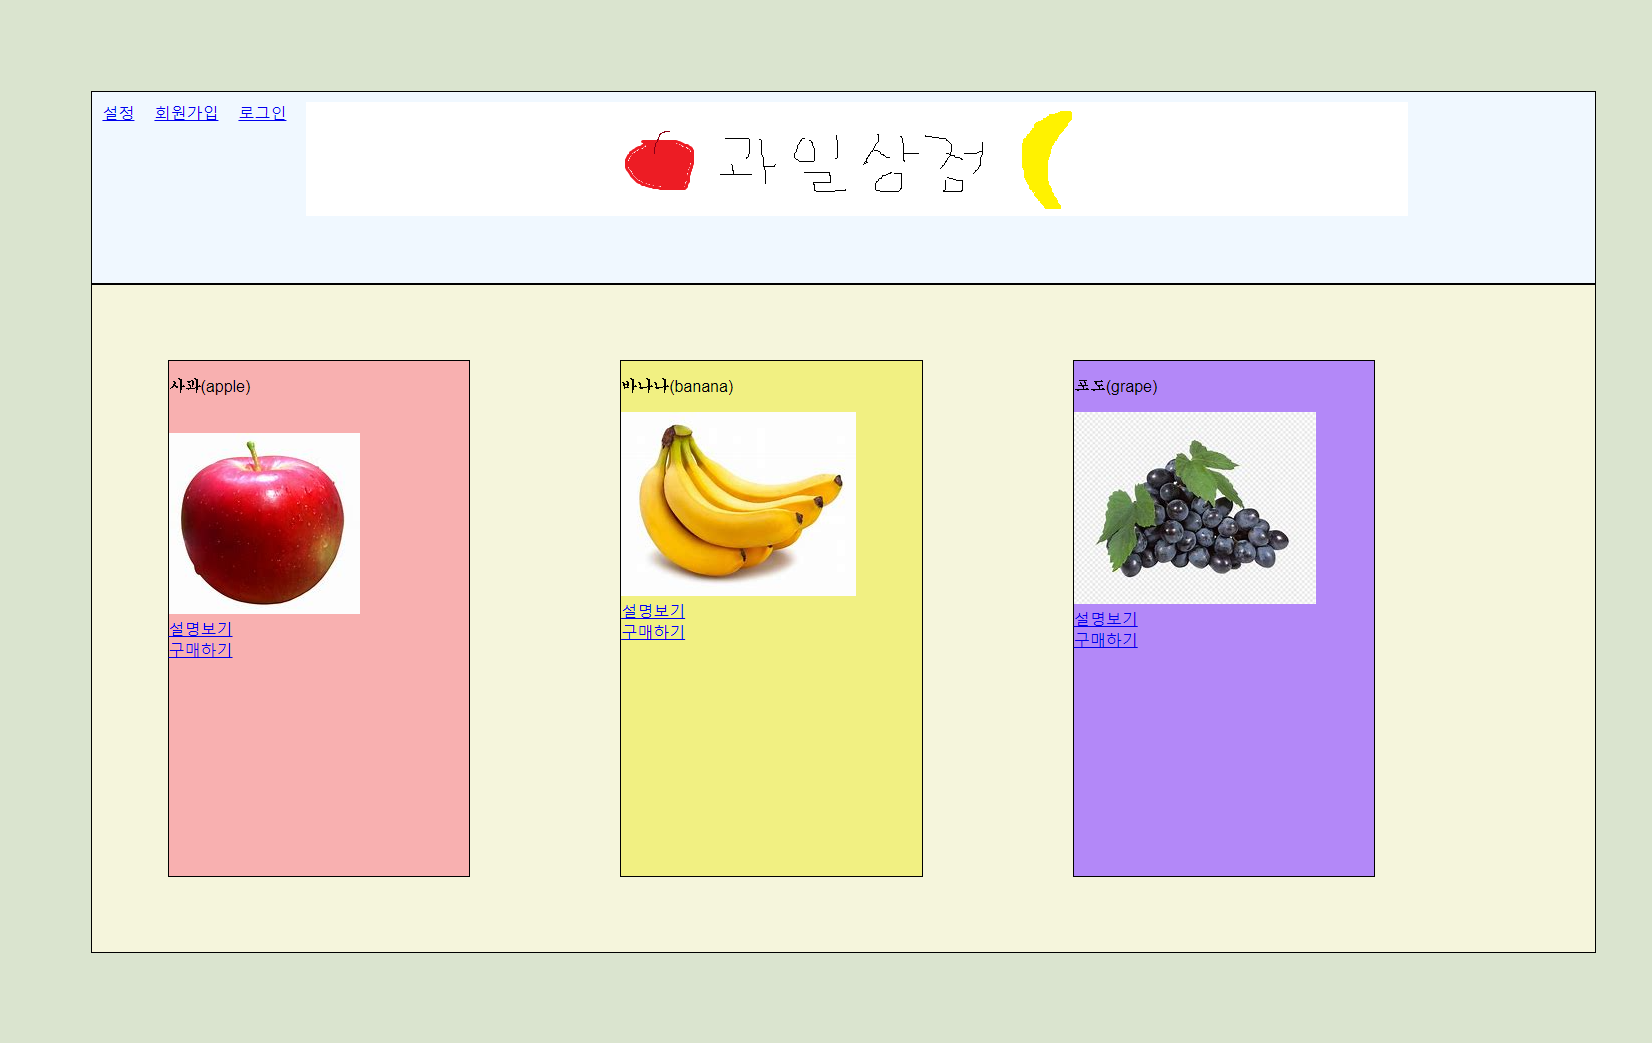 설정 회원가입 로그인
과일상점
사과(apple)
설명보기
구매하기
바나나(banana)
설명보기
구매하기
포도(grape)
설명보기
구매하기